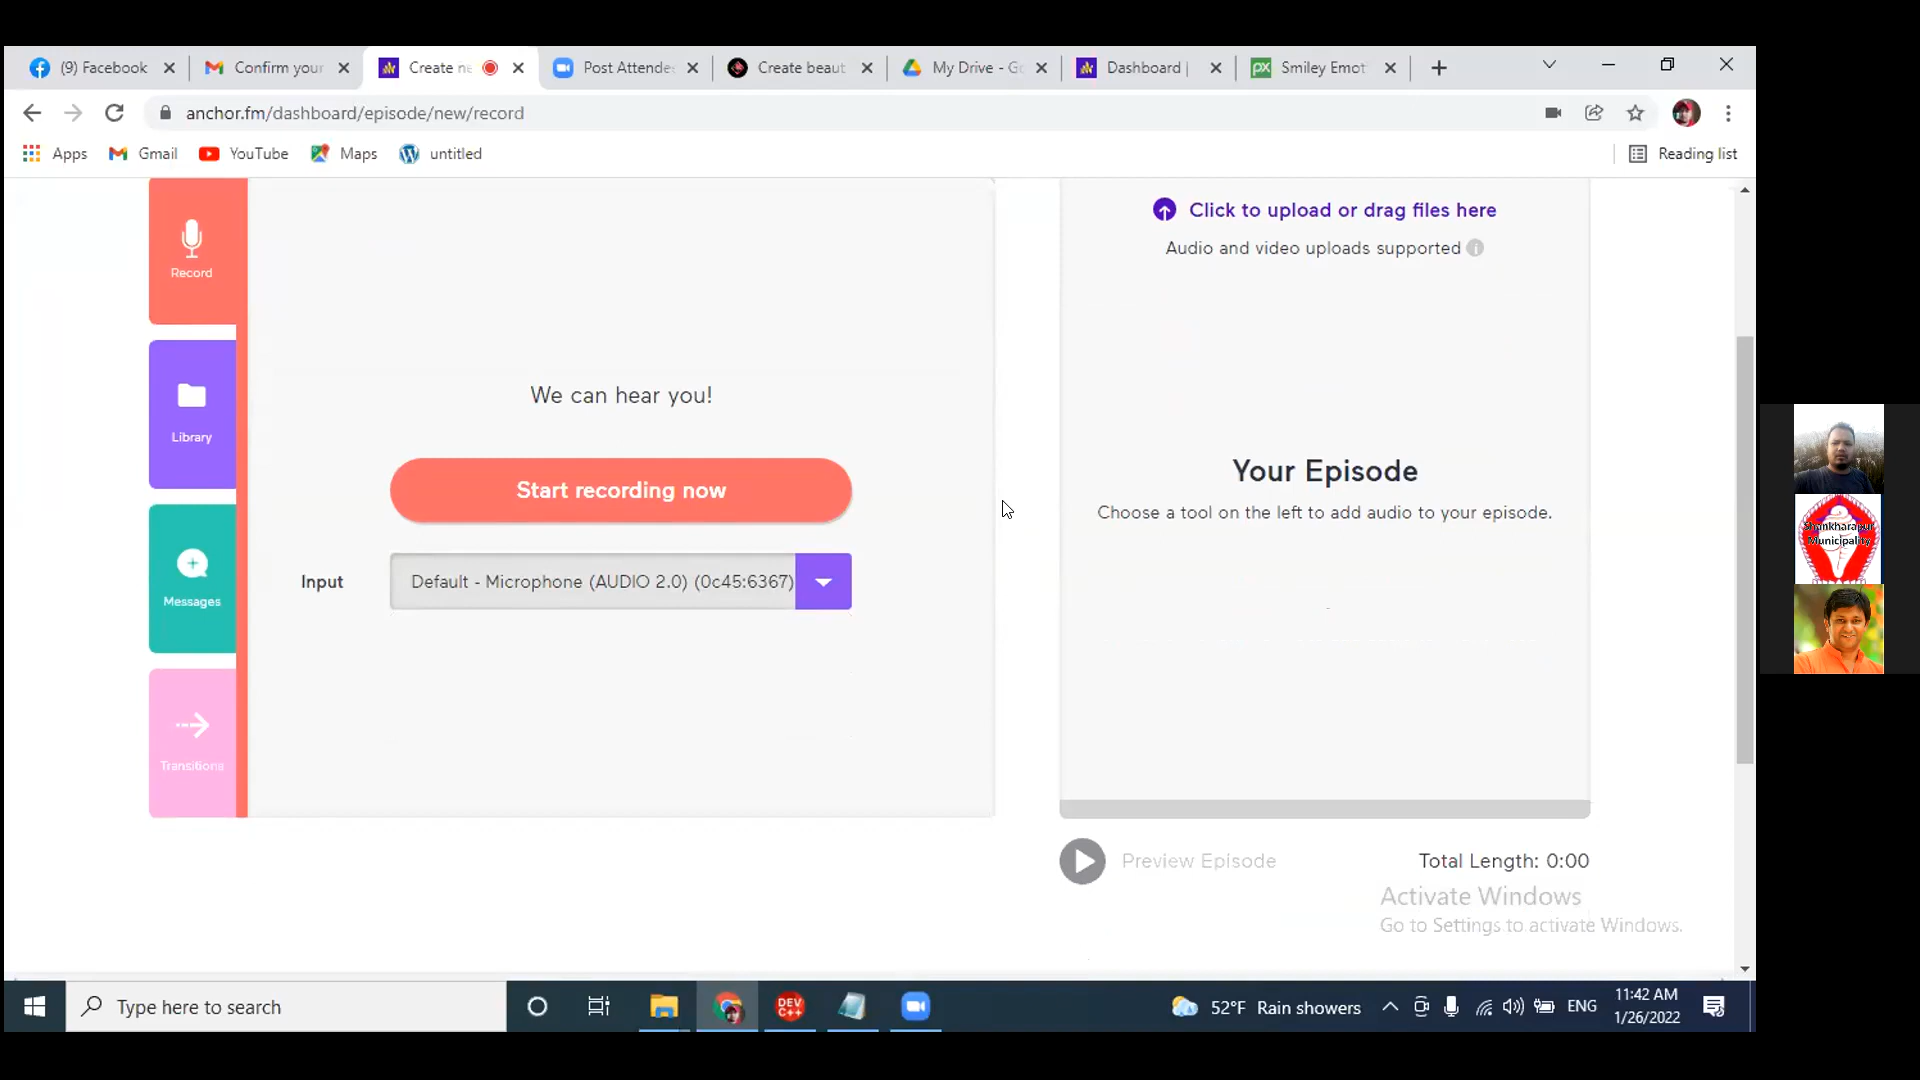 (9) Facebook
Confirm your
Create ne
Post Attende
Create beaut
My Drive - Go
Dashboard |
Smiley Emot
anchor.fm/dashboard/episode/new/record
Apps
Gmail
YouTube
Maps
untitled
Reading list
Record
Library
Messages
Transitions
We can hear you!
Start recording now
Input
Default - Microphone (AUDIO 2.0) (0c45:6367)
Click to upload or drag files here
Audio and video uploads supported
Your Episode
Choose a tool on the left to add audio to your episode.
Preview Episode
Total Length: 0:00
Activate Windows
Go to Settings to activate Windows.
Shankharapur
Municipality
Type here to search
DEV
C++
52°F Rain showers
ENG
11:42 AM
1/26/2022